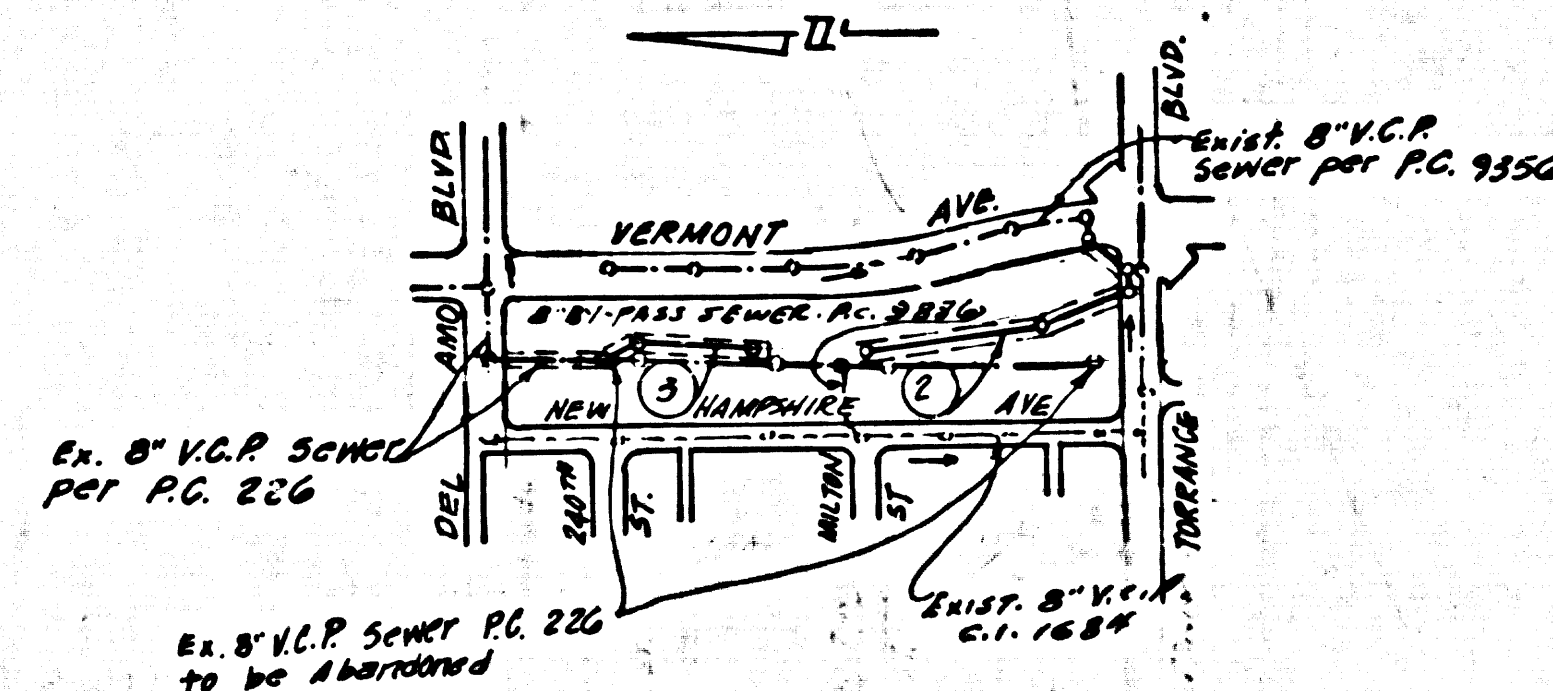 BLVD.
BLVD.
Exist. 8" V.C.P.
Sewer per P.C. 9356
VERMONT AVE.
8" BI-PASS SEWER. P.C.
AMO
3
2
NEW HAMPSHIRE AVE
Ex. 8" V.C.P. Sewer
per P.C. 226
DEL
240TH
ST.
MILTON
ST
TORRANCE
Ex. 8" V.C.P. Sewer P.C. 226
to be Abandoned
EXIST. 8" V.C.P.
C.I. 1684